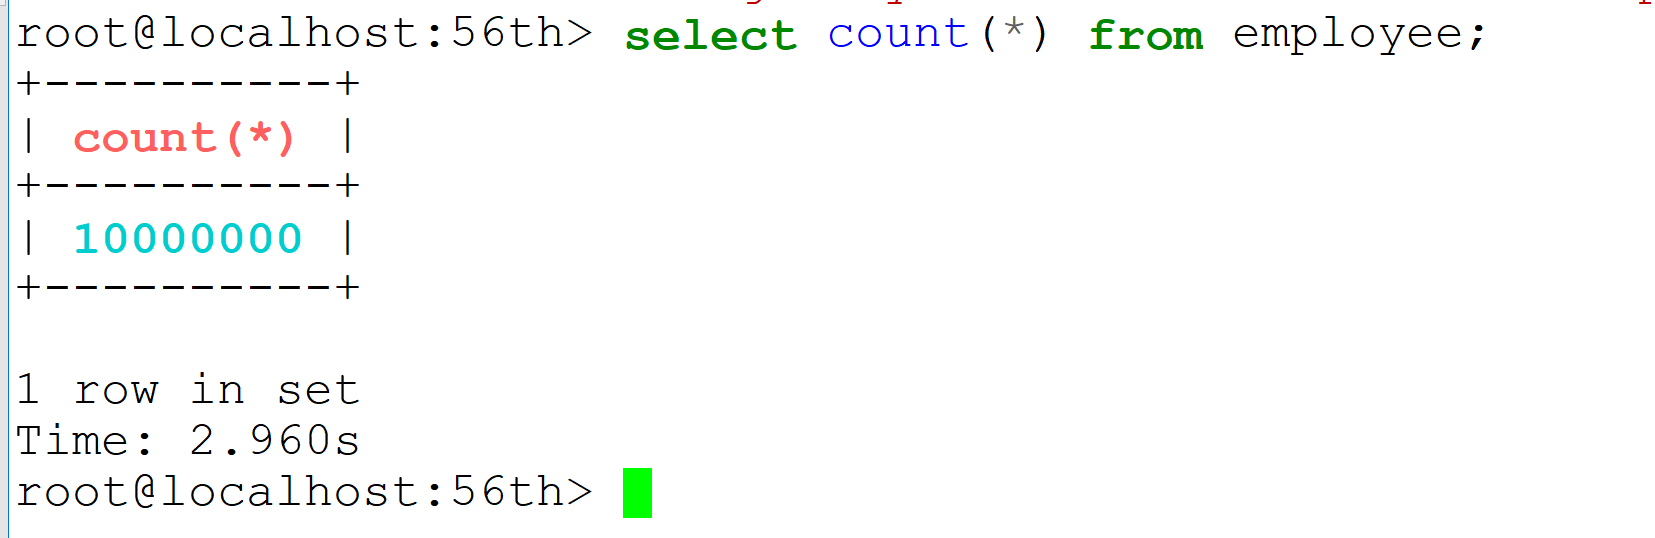 root@localhost:56th> select count(*) from employee;
+----------+
| count(*) |
+----------+
| 10000000 |
+----------+
1 row in set
Time: 2.960s
root@localhost:56th>